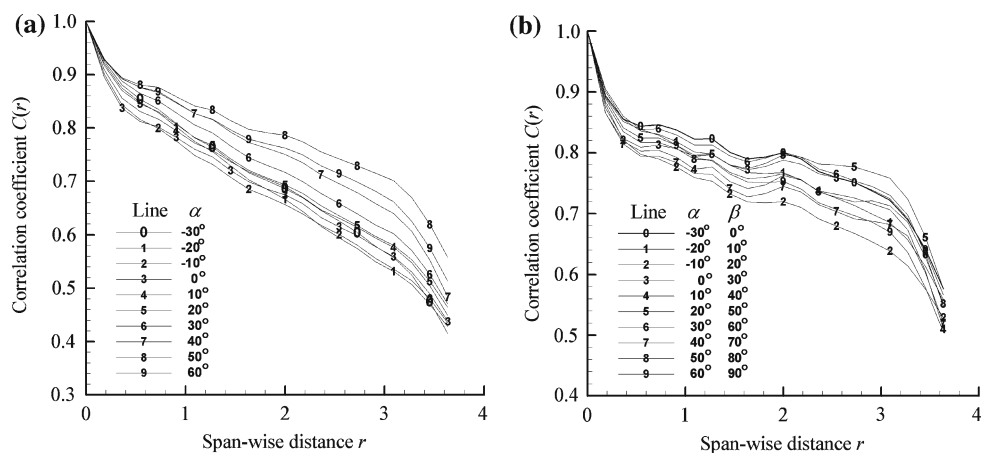 (a)
1.0
0.9
0.8
0.7
0.6
0.5
0.4
0.3
Correlation coefficient C(r)
Line α
0 -30°
1 -20°
2 -10°
3 0°
4 10°
5 20°
6 30°
7 40°
8 50°
9 60°
0 1 2 3 4
Span-wise distance r
(b)
1.0
0.9
0.8
0.7
0.6
0.5
0.4
Correlation coefficient C(r)
Line α β
0 -30° 0°
1 -20° 10°
2 -10° 20°
3 0° 30°
4 10° 40°
5 20° 50°
6 30° 60°
7 40° 70°
8 50° 80°
9 60° 90°
0 1 2 3 4
Span-wise distance r